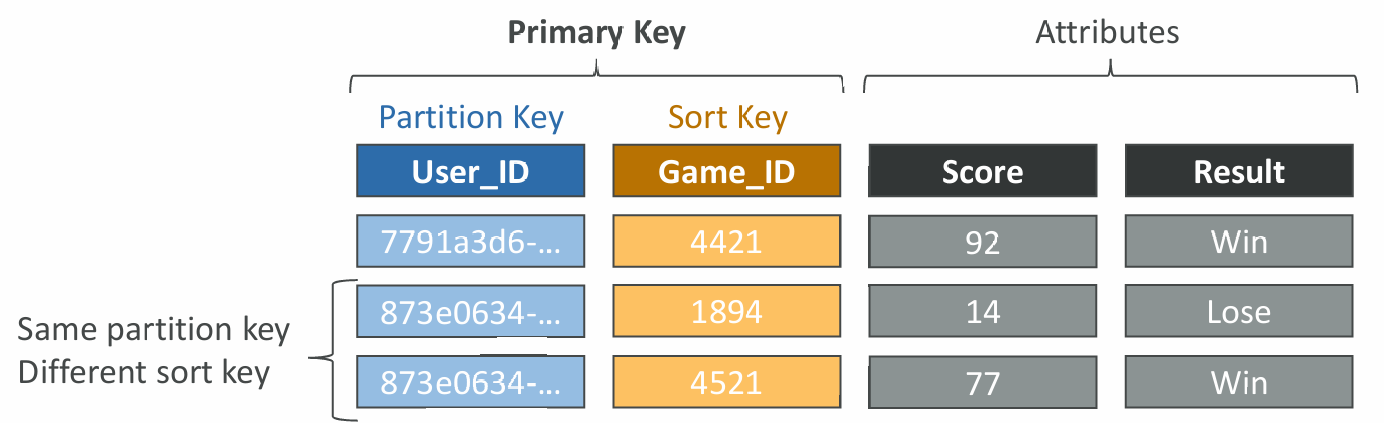 Primary Key
Attributes
Partition Key
Sort Key
User_ID
Game_ID
Score
Result
7791a3d6-...
4421
92
Win
873e0634-...
1894
14
Lose
Same partition key
Different sort key
873e0634-...
4521
77
Win